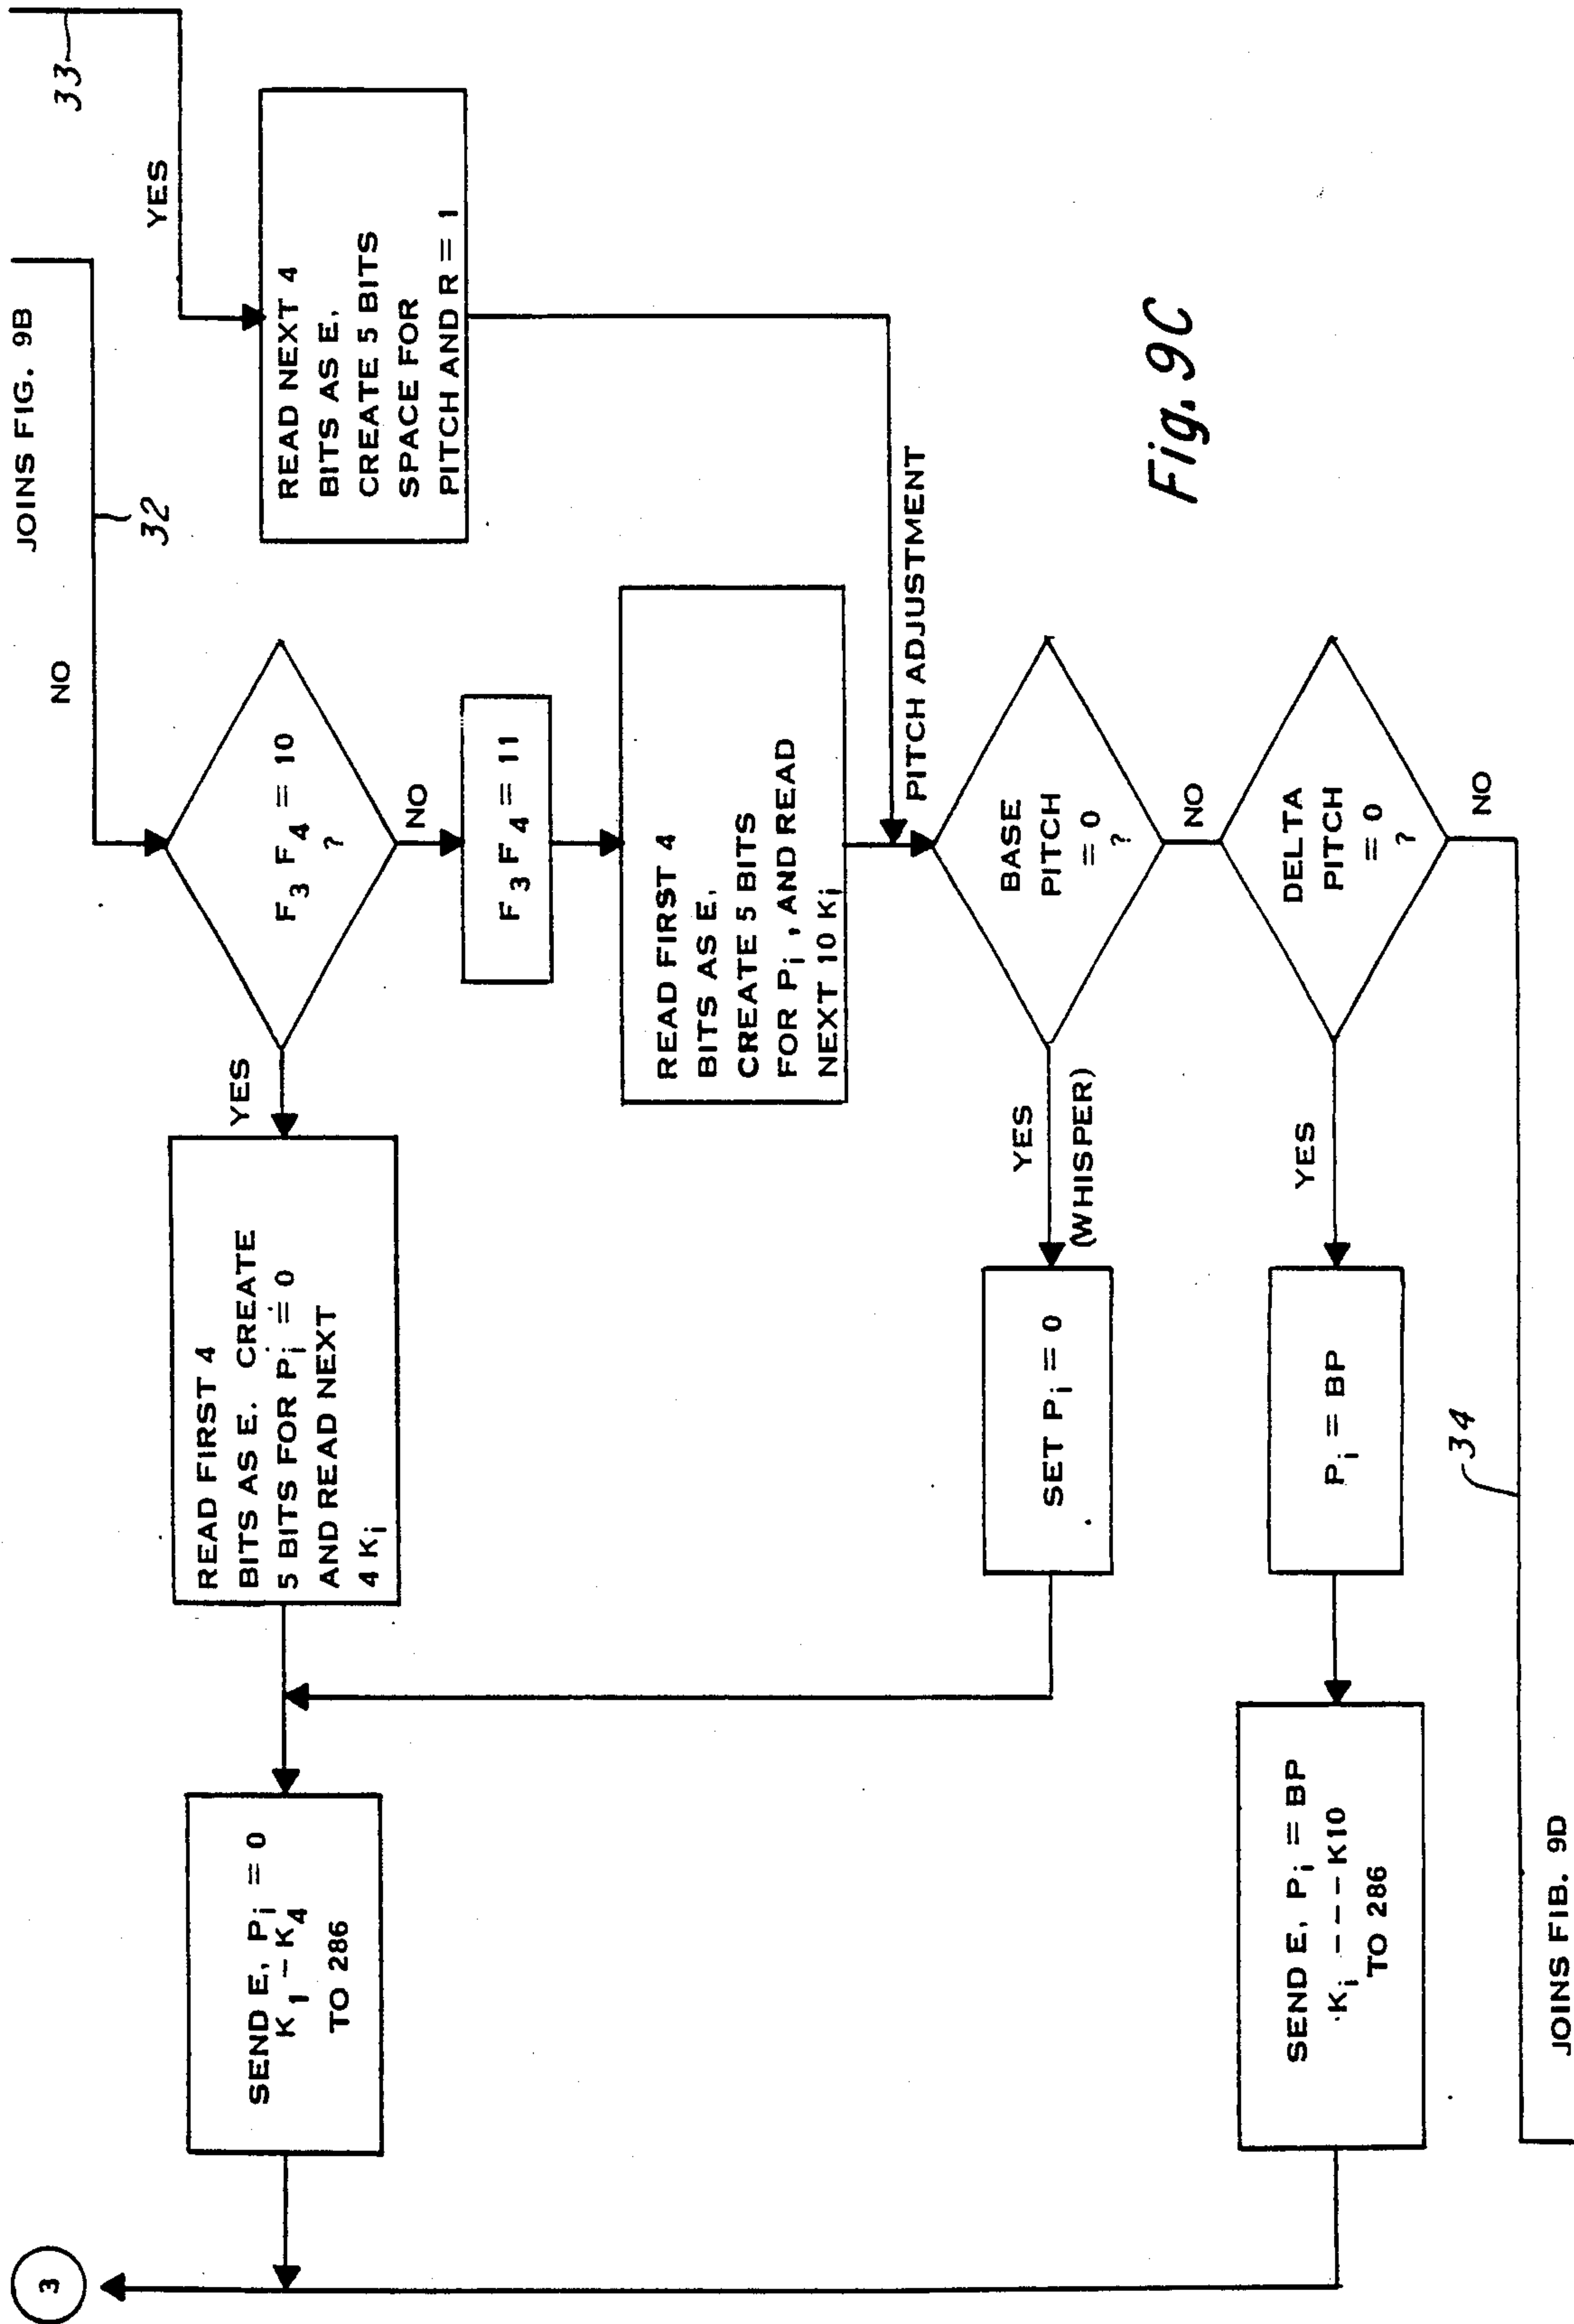 JOINS FIG. 9B
33
YES
NO
32
READ NEXT 4
BITS AS E,
CREATE 5 BITS
SPACE FOR
PITCH AND R = 1
F3 F4 = 10
?
YES
NO
READ FIRST 4
BITS AS E. CREATE
5 BITS FOR Pi = 0
AND READ NEXT
4 Ki
SEND E, Pi = 0
K1 – K4
TO 286
3
F3 F4 = 11
READ FIRST 4
BITS AS E,
CREATE 5 BITS
FOR Pi, AND READ
NEXT 10 Ki
PITCH ADJUSTMENT
BASE
PITCH
= 0
?
YES
(WHISPER)
SET Pi = 0
NO
DELTA
PITCH
= 0
?
YES
Pi = BP
SEND E, Pi = BP
Ki – – – K10
TO 286
NO
34
JOINS FIB. 9D
Fig. 9C